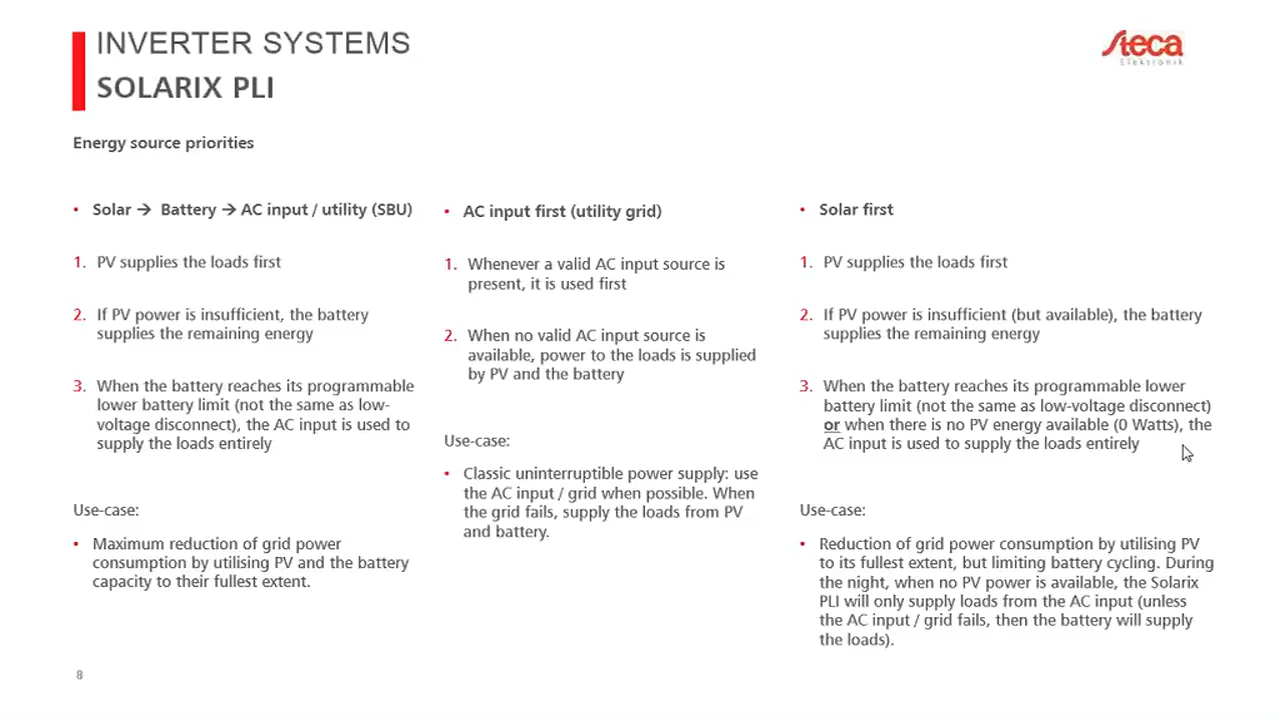 INVERTER SYSTEMS
SOLARIX PLI
Steca
Elektronik
Energy source priorities
• Solar → Battery → AC input / utility (SBU)
1. PV supplies the loads first
2. If PV power is insufficient, the battery
supplies the remaining energy
3. When the battery reaches its programmable
lower battery limit (not the same as low-
voltage disconnect), the AC input is used to
supply the loads entirely
Use-case:
• Maximum reduction of grid power
consumption by utilising PV and the battery
capacity to their fullest extent.
• AC input first (utility grid)
1. Whenever a valid AC input source is
present, it is used first
2. When no valid AC input source is
available, power to the loads is supplied
by PV and the battery
Use-case:
• Classic uninterruptible power supply: use
the AC input / grid when possible. When
the grid fails, supply the loads from PV
and battery.
• Solar first
1. PV supplies the loads first
2. If PV power is insufficient (but available), the battery
supplies the remaining energy
3. When the battery reaches its programmable lower
battery limit (not the same as low-voltage disconnect)
or when there is no PV energy available (0 Watts), the
AC input is used to supply the loads entirely
Use-case:
• Reduction of grid power consumption by utilising PV
to its fullest extent, but limiting battery cycling. During
the night, when no PV power is available, the Solarix
PLI will only supply loads from the AC input (unless
the AC input / grid fails, then the battery will supply
the loads).
8